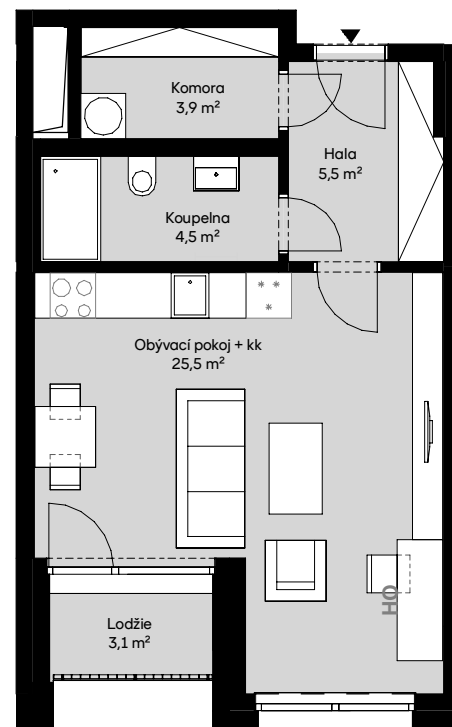 Komora
3,9 m²
Hala
5,5 m²
Koupelna
4,5 m²
Obývací pokoj + kk
25,5 m²
Lodžie
3,1 m²
HO